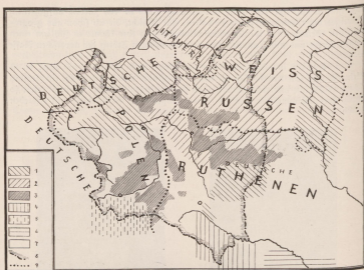 LITAUER
WEISS
RUSSEN
DEUTSCHE
DEUTSCHE
POLEN
DEUTSCHE
RUTHENEN
1
2
3
4
5
6
7
8
9